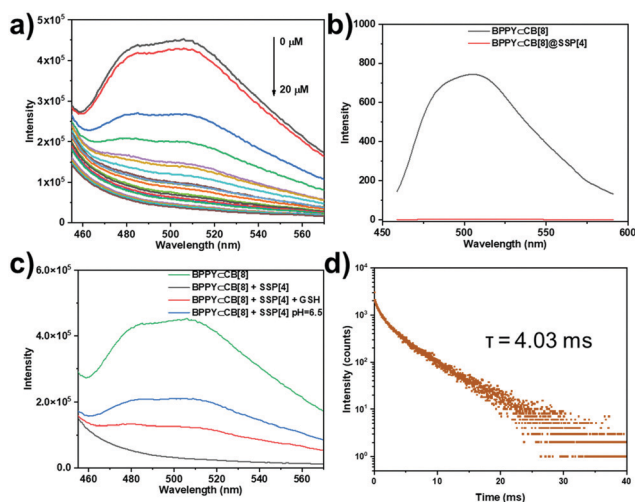 a)
5x10⁵
4x10⁵
3x10⁵
2x10⁵
1x10⁵
0
Intensity
0 μM
20 μM
460 480 500 520 540 560
Wavelength (nm)
b)
1000
800
600
400
200
0
Intensity
BPPY⊂CB[8]
BPPY⊂CB[8]@SSP[4]
450 500 550 600
Wavelength (nm)
c)
6.0x10⁵
4.0x10⁵
2.0x10⁵
0.0
Intensity
BPPY⊂CB[8]
BPPY⊂CB[8] + SSP[4]
BPPY⊂CB[8] + SSP[4] + GSH
BPPY⊂CB[8] + SSP[4] pH=6.5
460 480 500 520 540 560
Wavelength (nm)
d)
10⁴
10³
10²
10¹
10⁰
Intensity (counts)
τ = 4.03 ms
0 10 20 30 40
Time (ms)